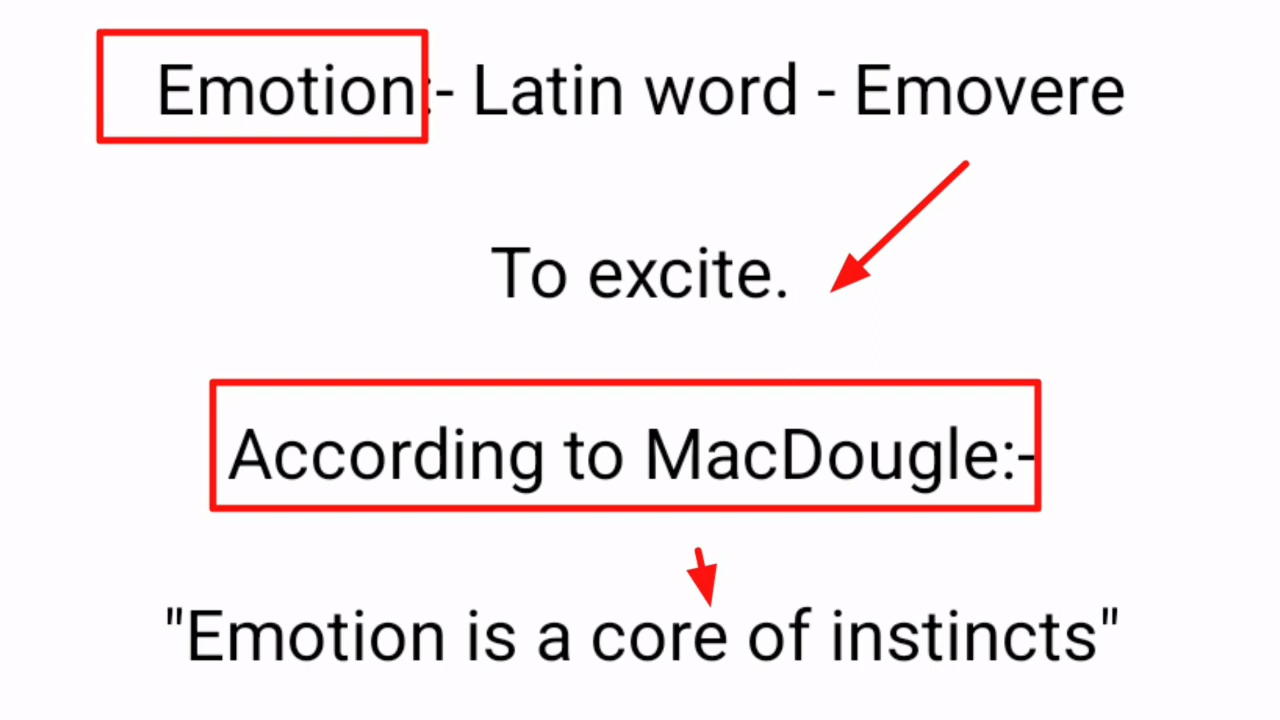 Emotion:- Latin word - Emovere
To excite.
According to MacDougle:-
"Emotion is a core of instincts"